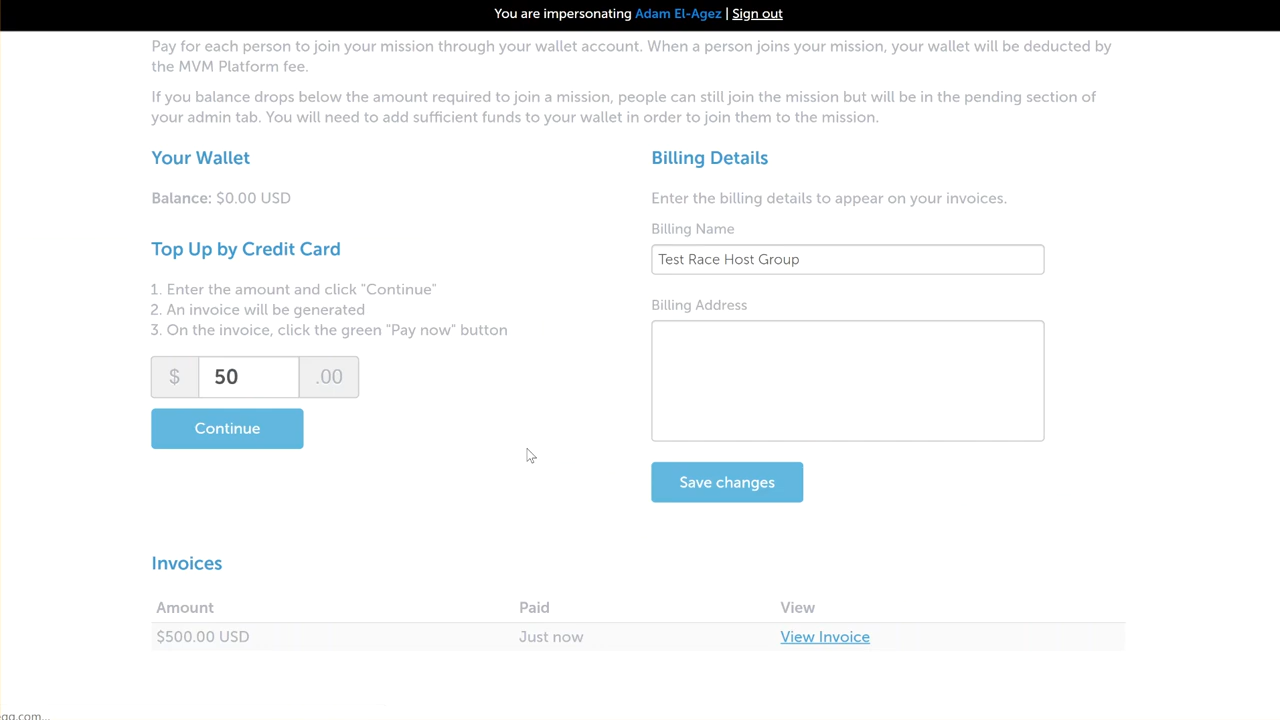 You are impersonating Adam El-Agez | Sign out
Pay for each person to join your mission through your wallet account. When a person joins your mission, your wallet will be deducted by
the MVM Platform fee.
If you balance drops below the amount required to join a mission, people can still join the mission but will be in the pending section of
your admin tab. You will need to add sufficient funds to your wallet in order to join them to the mission.
Your Wallet
Balance: $0.00 USD
Top Up by Credit Card
1. Enter the amount and click "Continue"
2. An invoice will be generated
3. On the invoice, click the green "Pay now" button
$ 50 .00
Continue
Billing Details
Enter the billing details to appear on your invoices.
Billing Name
Test Race Host Group
Billing Address
Save changes
Invoices
Amount Paid View
$500.00 USD Just now View Invoice